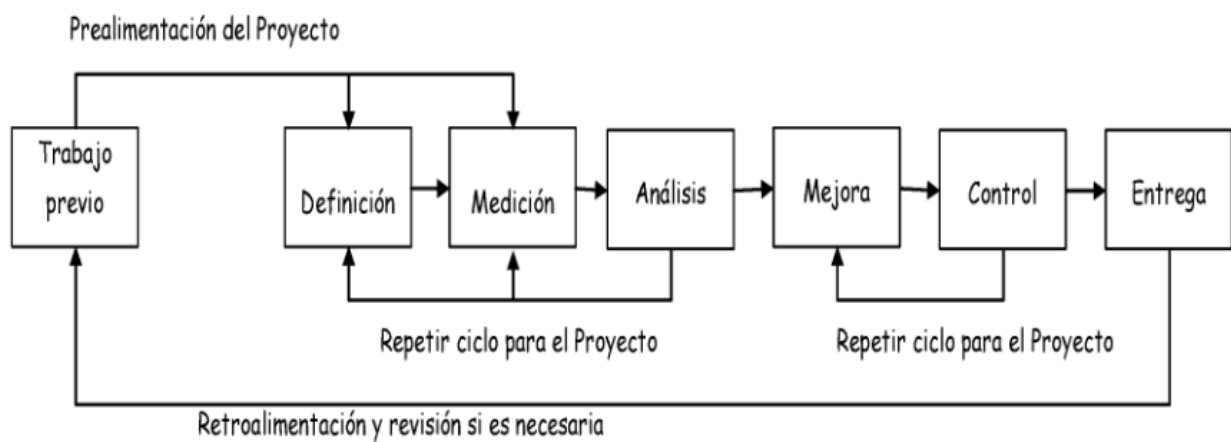 Prealimentación del Proyecto
Trabajo
previo
Definición
Medición
Análisis
Mejora
Control
Entrega
Repetir ciclo para el Proyecto
Repetir ciclo para el Proyecto
Retroalimentación y revisión si es necesaria